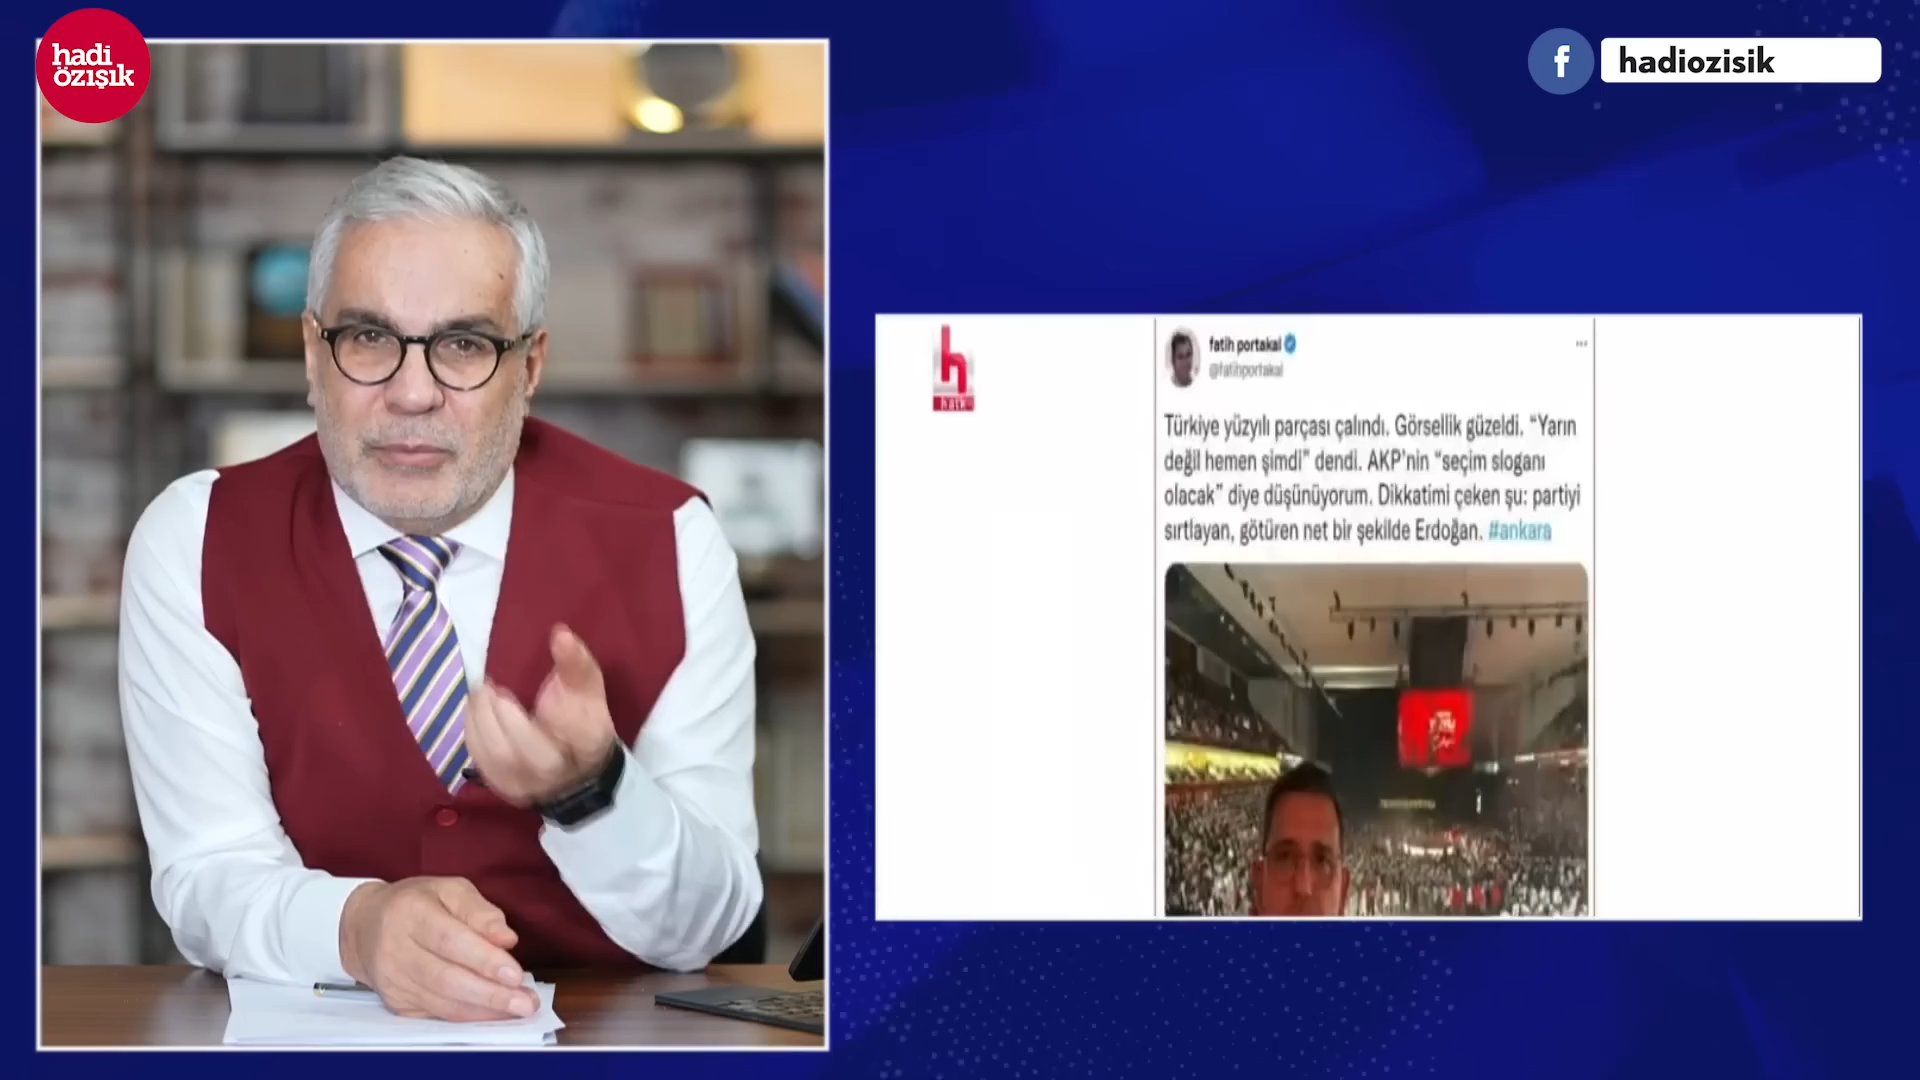 hadi
özışık
f
hadiozisik
h
halk
fatih portakal
@fatihportakal
Türkiye yüzyılı parçası çalındı. Görsellik güzeldi. “Yarın
değil hemen şimdi” dendi. AKP’nin “seçim sloganı
olacak” diye düşünüyorum. Dikkatimi çeken şu: partiyi
sırtlayan, götüren net bir şekilde Erdoğan. #ankara